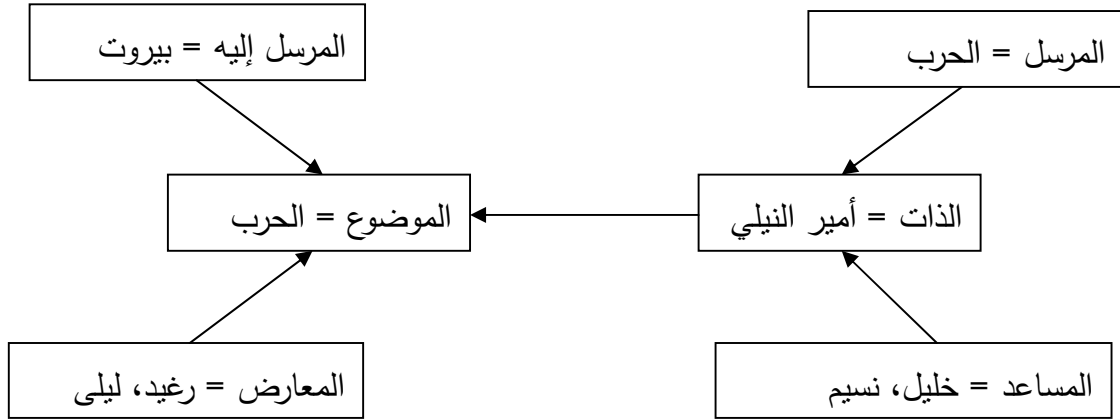 المرسل = الحرب
المرسل إليه = بيروت
الذات = أمير النيلي
الموضوع = الحرب
المساعد = خليل، نسيم
المعارض = رغيد، ليلى